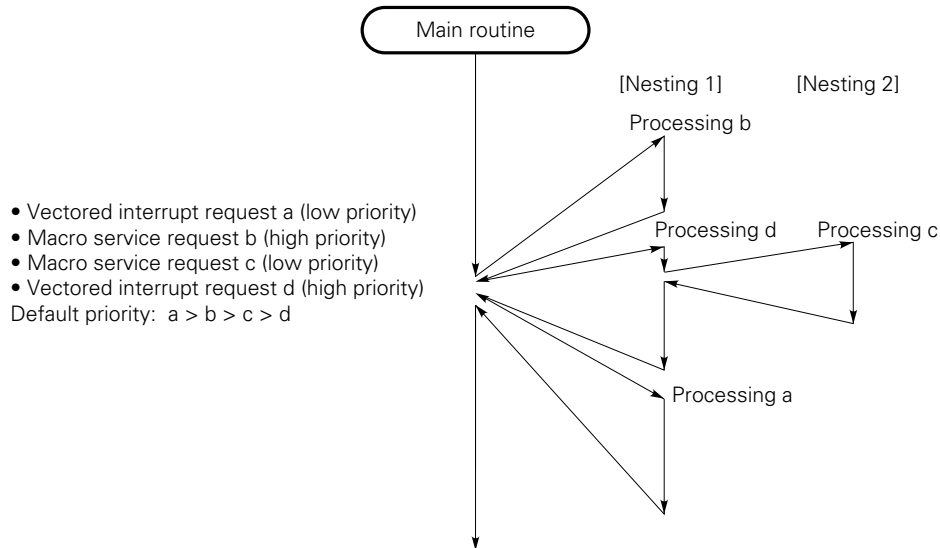 Main routine
[Nesting 1]
[Nesting 2]
Processing b
• Vectored interrupt request a (low priority)
• Macro service request b (high priority)
• Macro service request c (low priority)
• Vectored interrupt request d (high priority)
Default priority: a > b > c > d
Processing d
Processing c
Processing a